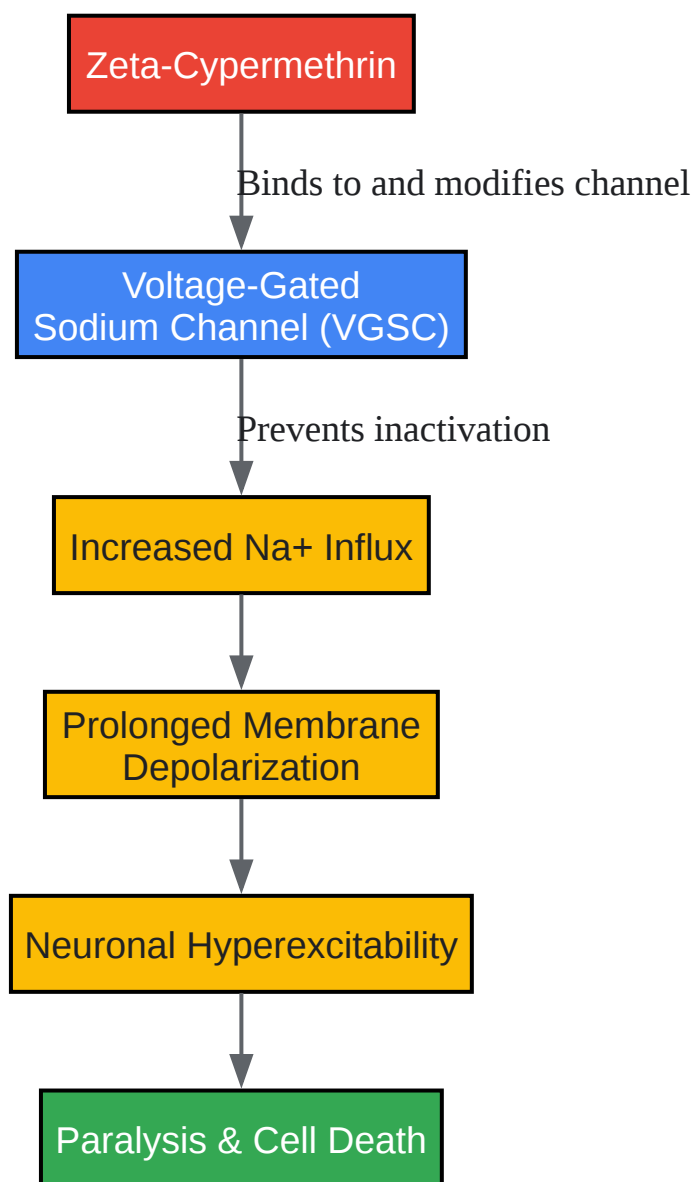 Zeta-Cypermethrin
Binds to and modifies channel
Voltage-Gated
Sodium Channel (VGSC)
Prevents inactivation
Increased Na+ Influx
Prolonged Membrane
Depolarization
Neuronal Hyperexcitability
Paralysis & Cell Death